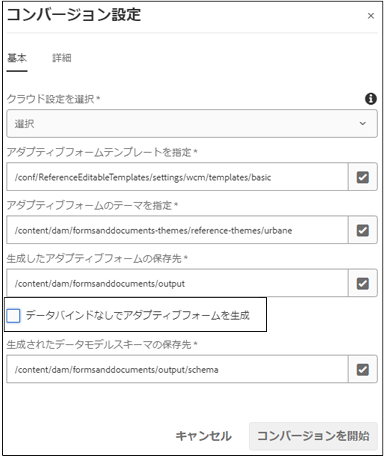 コンバージョン設定
×
基本 詳細
クラウド設定を選択 *
選択
アダプティブフォームテンプレートを指定 *
/conf/ReferenceEditableTemplates/settings/wcm/templates/basic
アダプティブフォームのテーマを指定 *
/content/dam/formsanddocuments-themes/reference-themes/urbane
生成したアダプティブフォームの保存先 *
/content/dam/formsanddocuments/output
データバインドなしでアダプティブフォームを生成
生成されたデータモデルスキーマの保存先 *
/content/dam/formsanddocuments/output/schema
キャンセル コンバージョンを開始